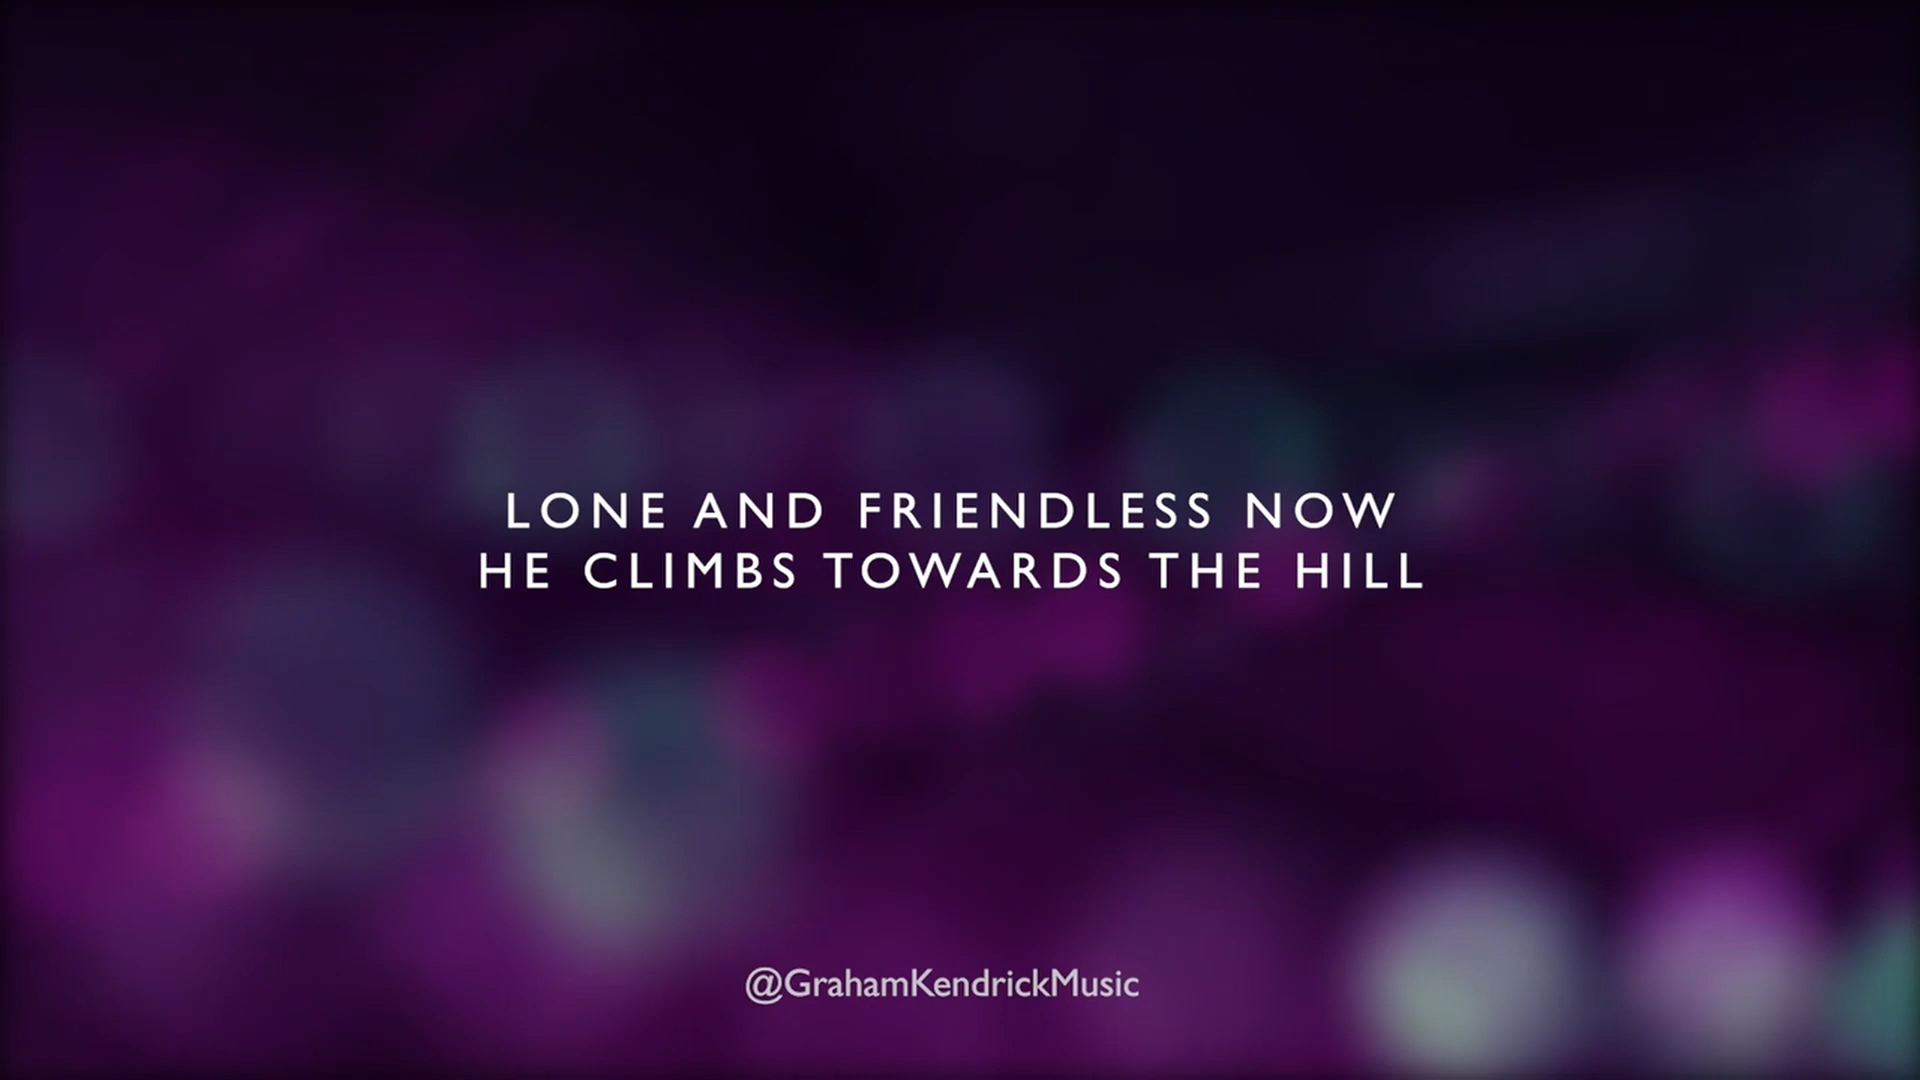 LONE AND FRIENDLESS NOW
HE CLIMBS TOWARDS THE HILL
@GrahamKendrickMusic